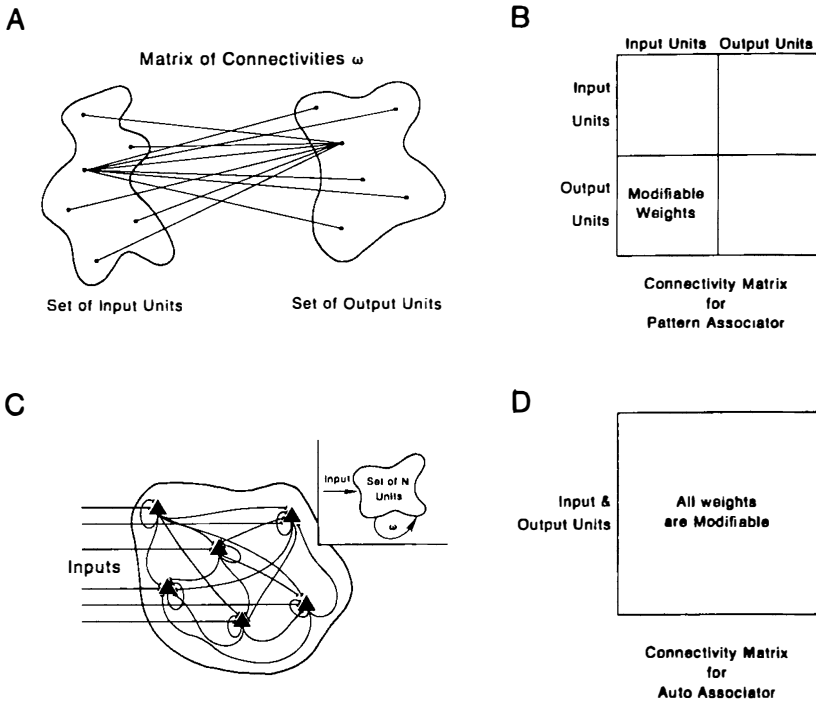 A
Matrix of Connectivities ω
Set of Input Units
Set of Output Units
B
Input Units Output Units
Input
Units
Output
Units
Modifiable
Weights
Connectivity Matrix
for
Pattern Associator
C
Inputs
Input
Set of N
Units
ω
D
Input &
Output Units
All weights
are Modifiable
Connectivity Matrix
for
Auto Associator